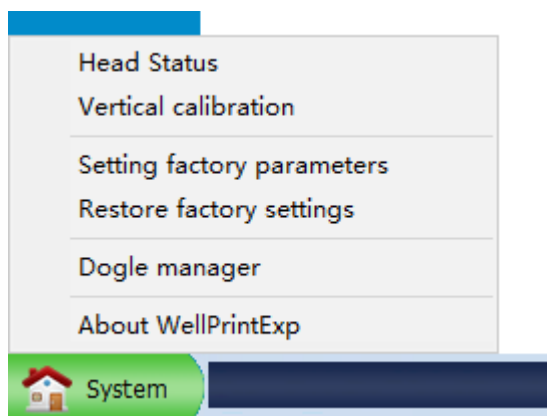 Head Status
Vertical calibration
Setting factory parameters
Restore factory settings
Dogle manager
About WellPrintExp
System